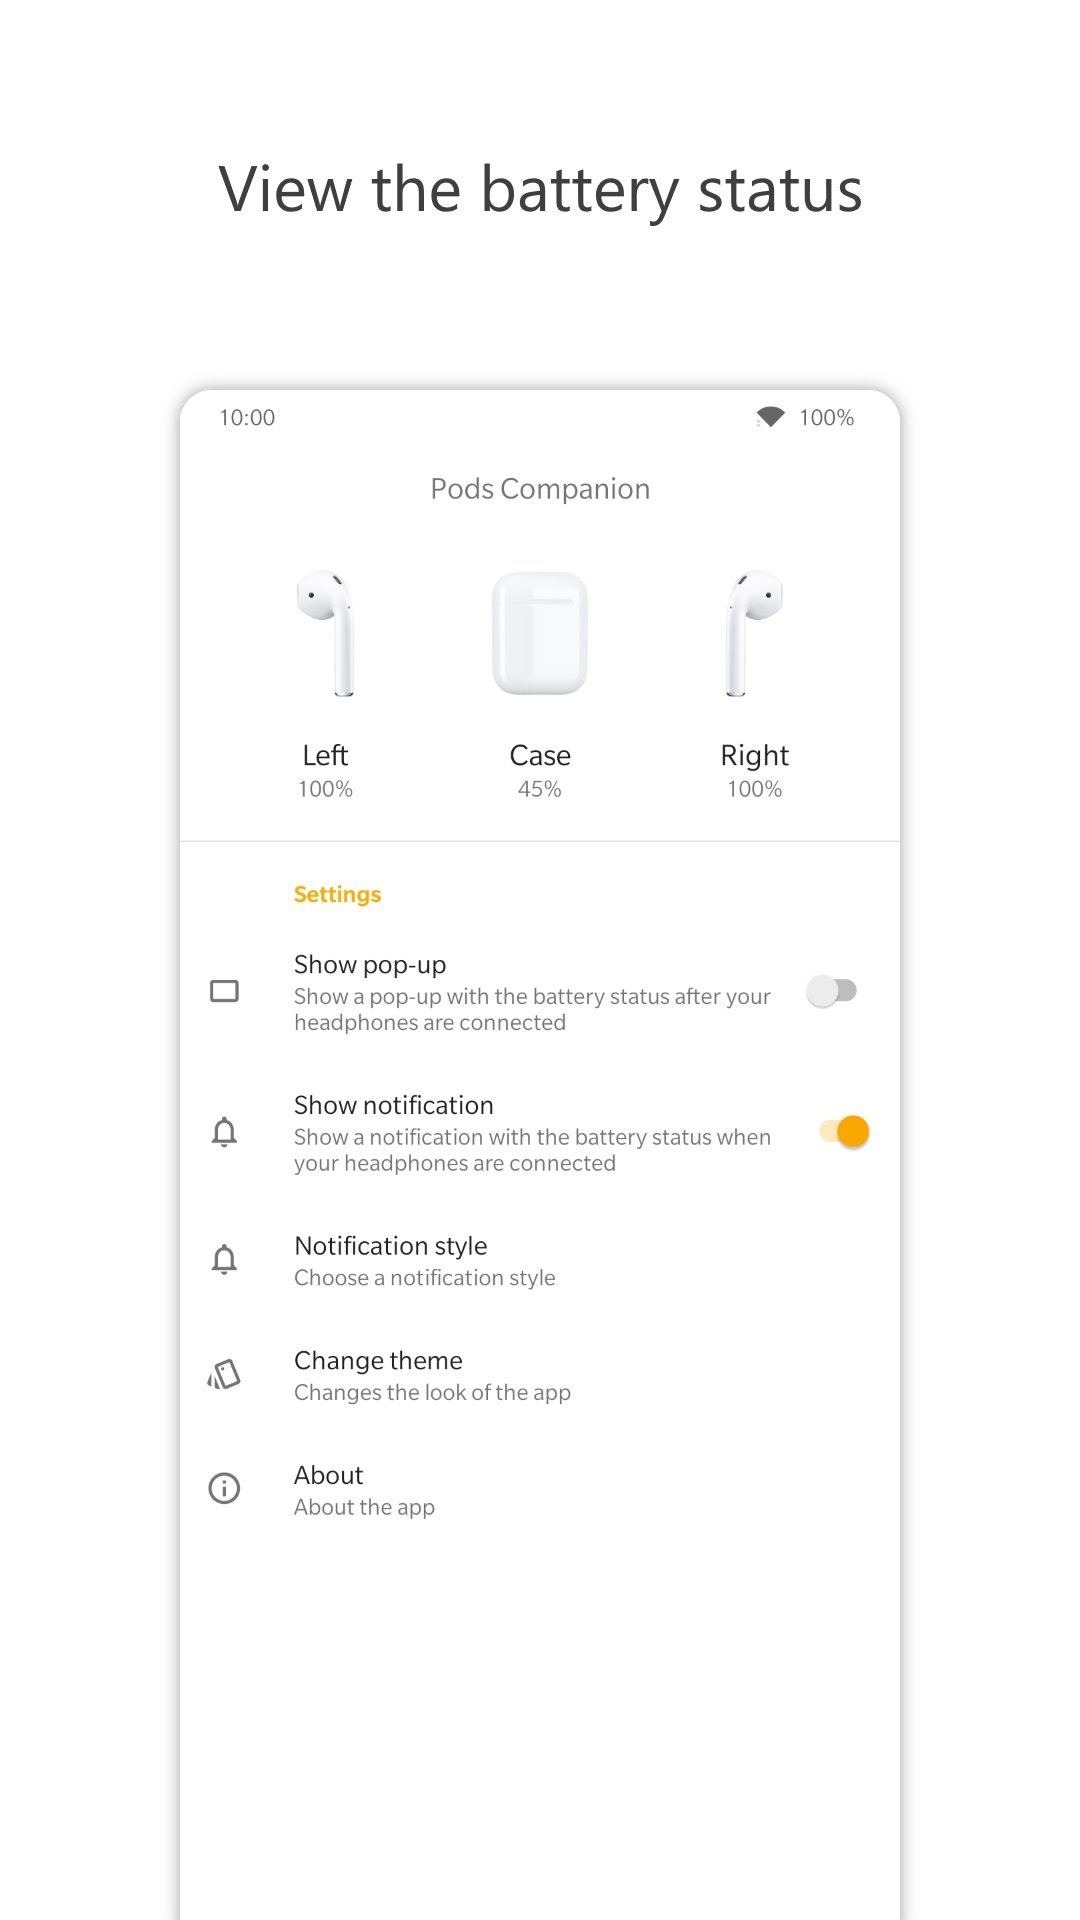 View the battery status
10:00
100%
Pods Companion
Left
Case
Right
100%
45%
100%
Settings
Show pop-up
Show a pop-up with the battery status after your
headphones are connected
Show notification
Show a notification with the battery status when
your headphones are connected
Notification style
Choose a notification style
Change theme
Changes the look of the app
About
About the app